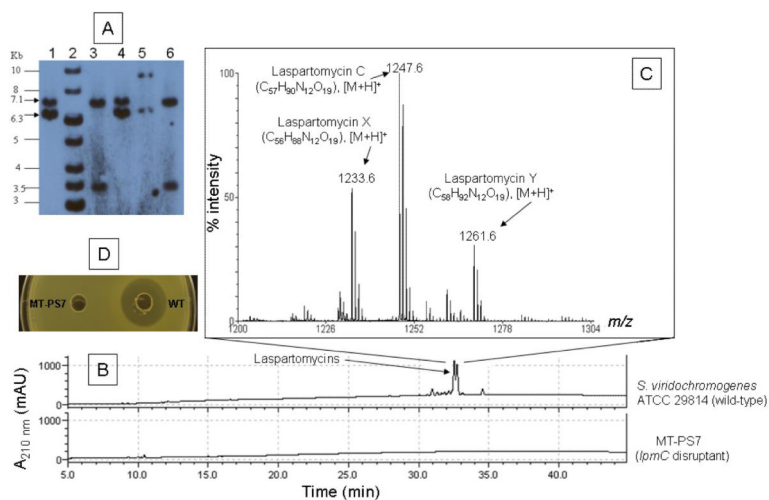 A
Kb
1 2 3 4 5 6
10
8
7.1
6.3
5
4
3.5
3
D
MT-PS7
WT
C
100
50
0
% intensity
Laspartomycin C
(C₅₇H₉₀N₁₂O₁₉), [M+H]⁺
1247.6
Laspartomycin X
(C₅₆H₈₈N₁₂O₁₉), [M+H]⁺
1233.6
Laspartomycin Y
(C₅₈H₉₂N₁₂O₁₉), [M+H]⁺
1261.6
1200 1226 1252 1278 1304
m/z
B
Laspartomycins
1000
0
S. viridochromogenes
ATCC 29814 (wild-type)
1000
0
MT-PS7
(lpmC disruptant)
A₂₁₀ nm (mAU)
5.0 10.0 15.0 20.0 25.0 30.0 35.0 40.0
Time (min)